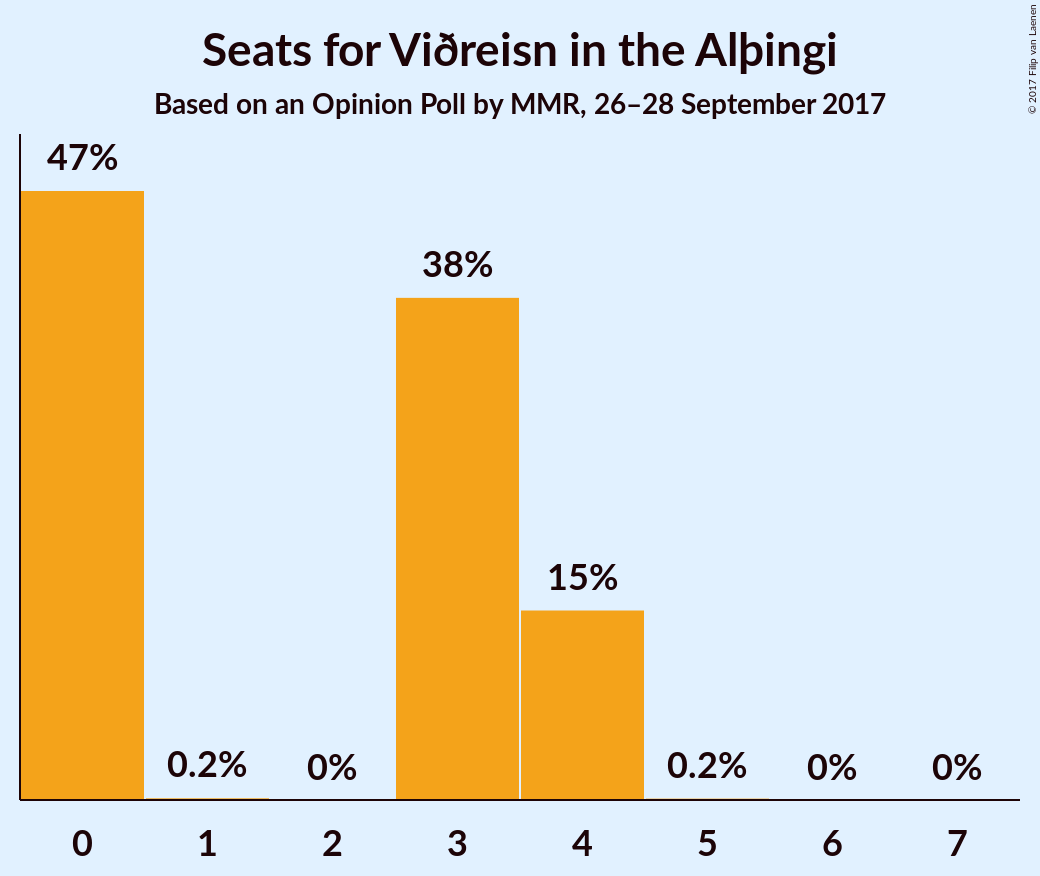 Seats for Viðreisn in the Alþingi
Based on an Opinion Poll by MMR, 26–28 September 2017
© 2017 Filip van Laenen
47%
0.2%
0%
38%
15%
0.2%
0%
0%
0 1 2 3 4 5 6 7